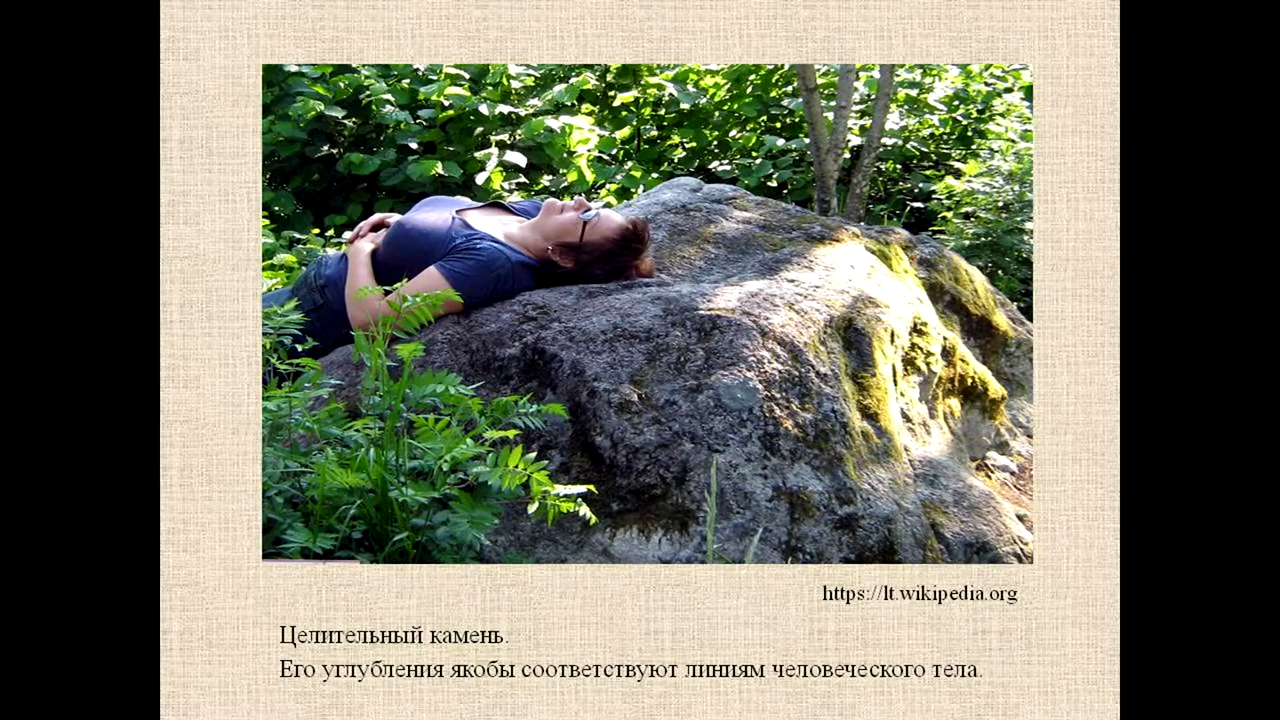 https://lt.wikipedia.org
Целительный камень.
Его углубления якобы соответствуют линиям человеческого тела.